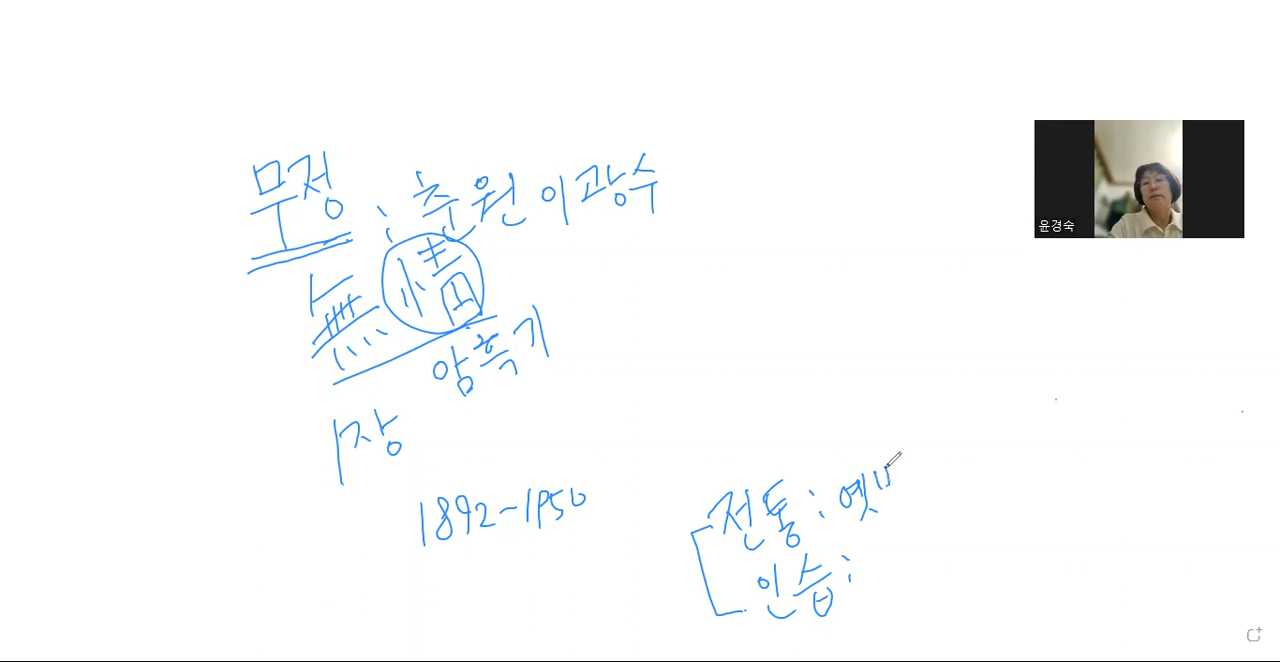 무정 : 춘원 이광수
無情
암흑기
1장
1892~1950
전통 : 옛
인습 :
윤경숙